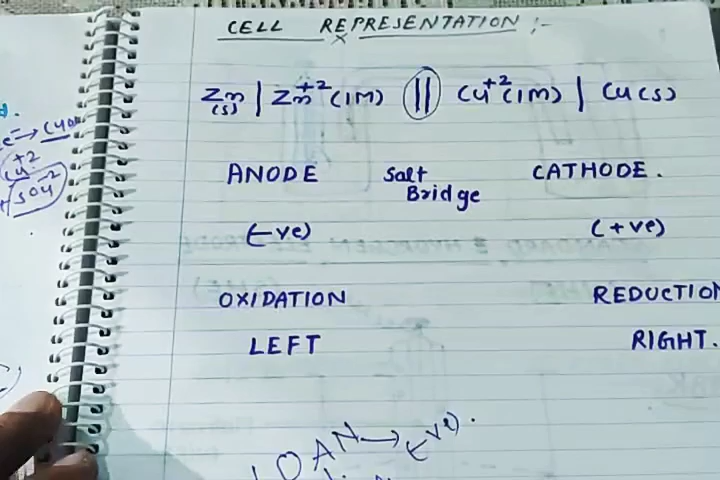 CELL REPRESENTATION :-
Zn(s) | Zn+2 (1M) || Cu+2 (1M) | Cu(s)
ANODE Salt Bridge CATHODE.
(-ve) (+ve)
OXIDATION REDUCTION
LEFT RIGHT.
LOAN → (-ve).